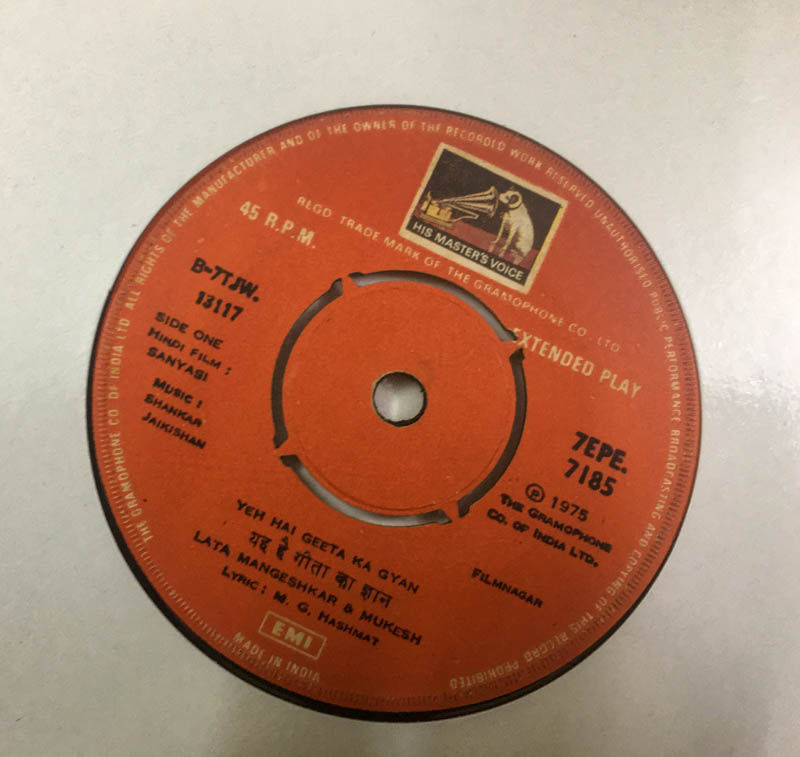 THE GRAMOPHONE CO OF INDIA LTD ALL RIGHTS OF THE MANUFACTURER AND OF THE OWNER OF THE RECORDED WORK RESERVED UNAUTHORISED PUBLIC PERFORMANCE BROADCASTING AND COPYING OF THIS RECORD PROHIBITED
HIS MASTER'S VOICE
REGD TRADE MARK OF THE GRAMOPHONE CO. LTD
45 R.P.M.
EXTENDED PLAY
B-7TJW.
13117
SIDE ONE
HINDI FILM :
SANYASI
MUSIC :
SHANKAR
JAIKISHAN
7EPE.
7185
℗ 1975
THE GRAMOPHONE
CO. OF INDIA LTD.
FILMNAGAR
YEH HAI GEETA KA GYAN
यह है गीता का ज्ञान
LATA MANGESHKAR & MUKESH
LYRIC : M. G. HASHMAT
EMI
MADE IN INDIA